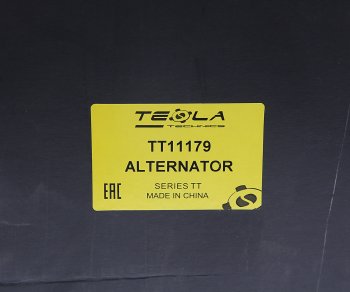 TESLA
TECHNICS
TT11179
ALTERNATOR
SERIES TT
MADE IN CHINA
EAC